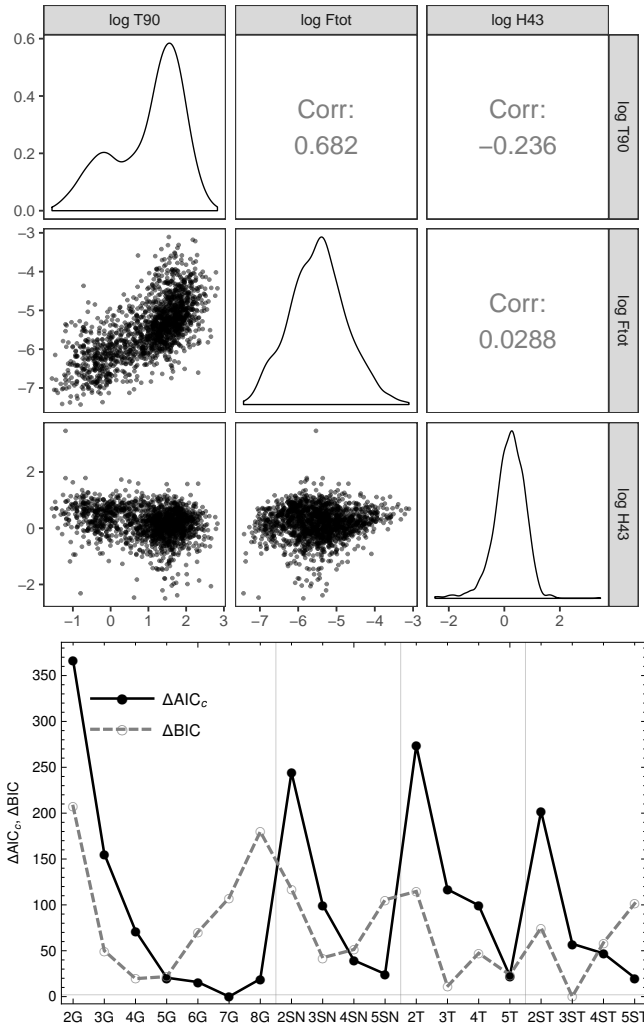 log T90
log Ftot
log H43
0.6
0.4
0.2
0.0
Corr:
0.682
Corr:
−0.236
log T90
−3
−4
−5
−6
−7
Corr:
0.0288
log Ftot
2
0
−2
log H43
−1 0 1 2 3
−7 −6 −5 −4 −3
−2 0 2
350
300
250
200
150
100
50
0
ΔAICc, ΔBIC
ΔAICc
ΔBIC
2G 3G 4G 5G 6G 7G 8G 2SN 3SN 4SN 5SN 2T 3T 4T 5T 2ST 3ST 4ST 5ST